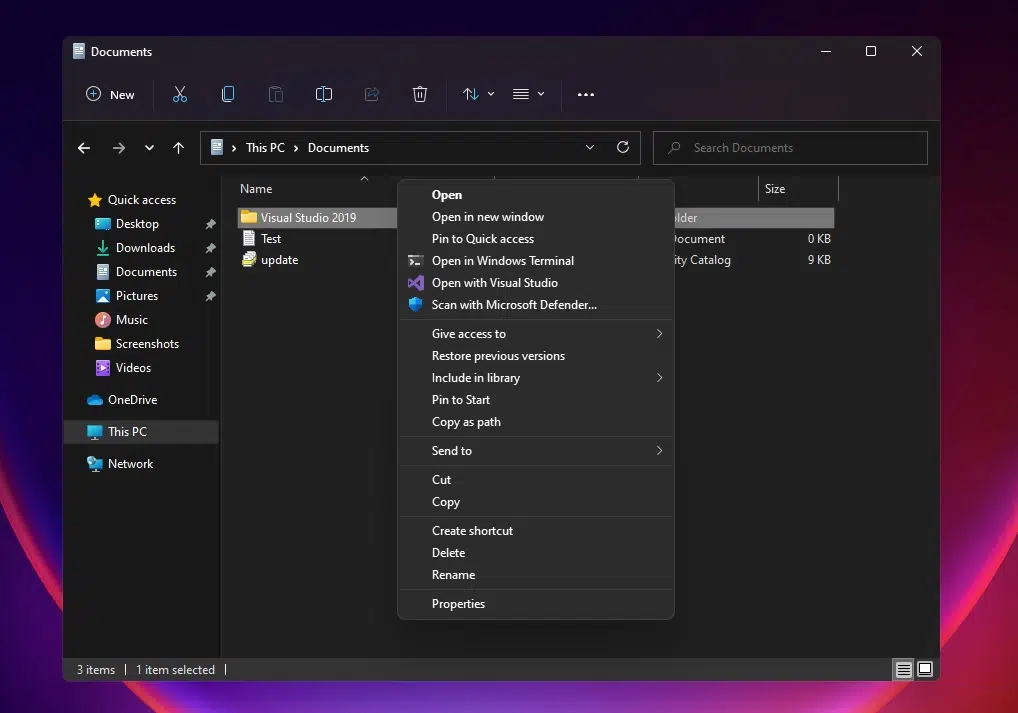 Documents
New
This PC > Documents
Search Documents
Name
Size
Quick access
Desktop
Downloads
Documents
Pictures
Music
Screenshots
Videos
OneDrive
This PC
Network
Visual Studio 2019
older
Test
ocument
0 KB
update
ity Catalog
9 KB
Open
Open in new window
Pin to Quick access
Open in Windows Terminal
Open with Visual Studio
Scan with Microsoft Defender...
Give access to
Restore previous versions
Include in library
Pin to Start
Copy as path
Send to
Cut
Copy
Create shortcut
Delete
Rename
Properties
3 items
1 item selected